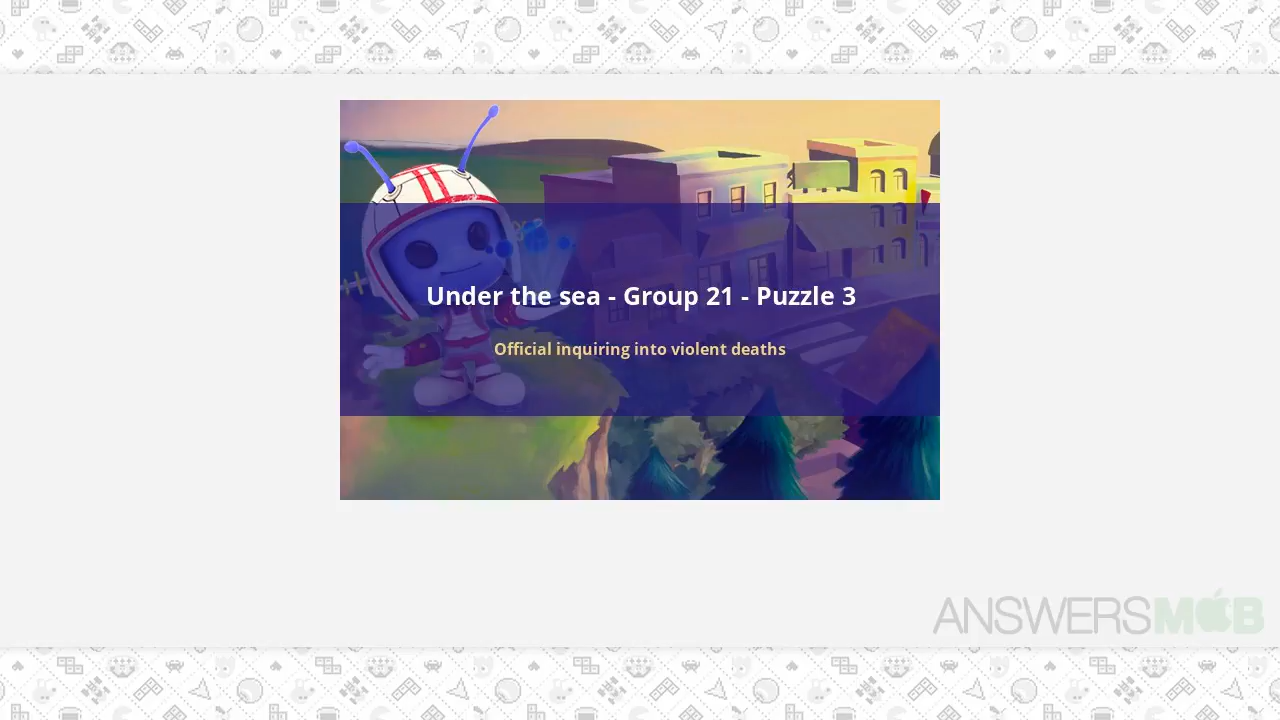 Under the sea - Group 21 - Puzzle 3
Official inquiring into violent deaths
ANSWERSMOB